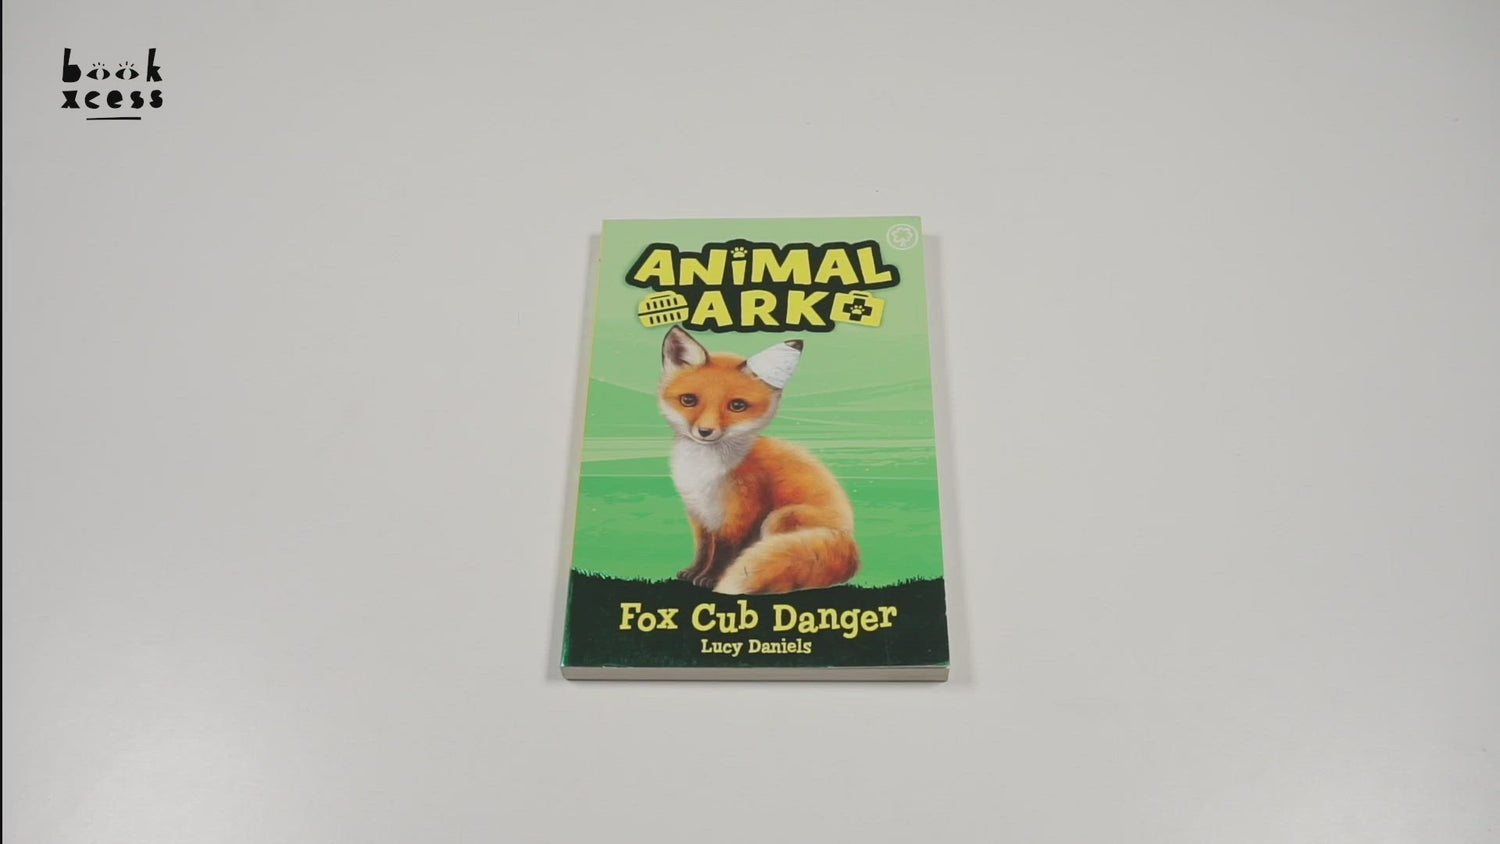 book
xcess
ANiMAL
ARK
Fox Cub Danger
Lucy Daniels